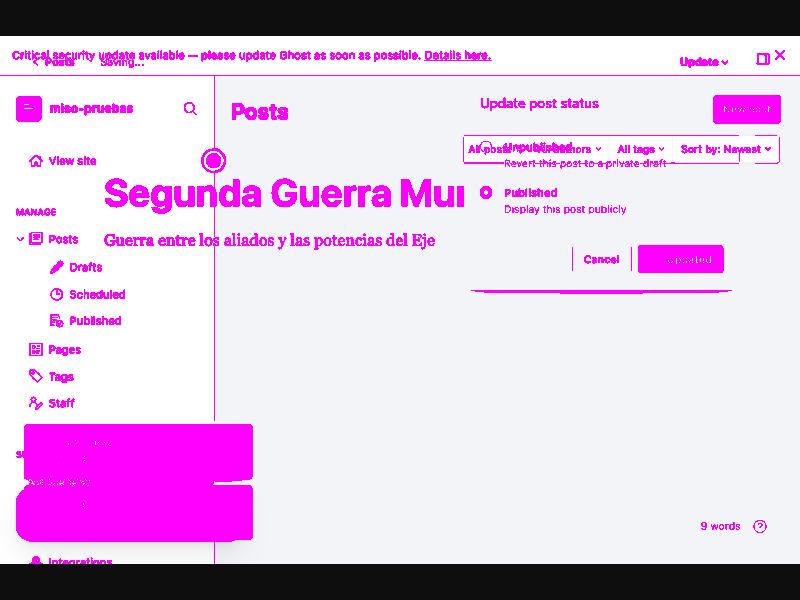 Critical security update available — please update Ghost as soon as possible. Details here.
Posts Saving... Update
miso-pruebas
Posts
Update post status
New post
All posts authors All tags Sort by: Newest
Unpublished
Revert this post to a private draft
View site
Segunda Guerra Mu
Published
Display this post publicly
MANAGE
Posts
Guerra entre los aliados y las potencias del Eje
Cancel
Updated
Drafts
Scheduled
Published
Pages
Tags
Staff
9 words
Integrations